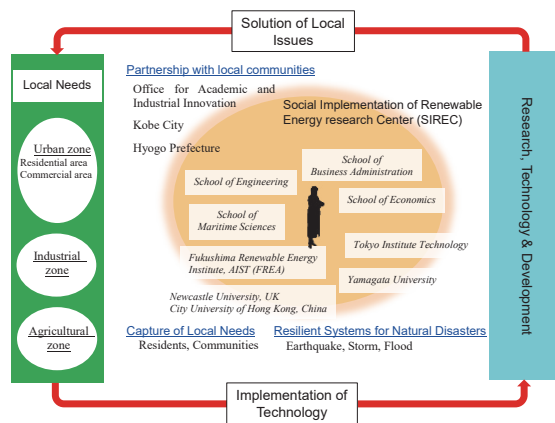 Solution of Local
Issues
Local Needs
Urban zone
Residential area
Commercial area
Industrial
zone
Agricultural
zone
Partnership with local communities
Office for Academic and
Industrial Innovation
Kobe City
Hyogo Prefecture
Social Implementation of Renewable
Energy research Center (SIREC)
School of
Business Administration
School of Engineering
School of Economics
School of
Maritime Sciences
Tokyo Institute Technology
Fukushima Renewable Energy
Institute, AIST (FREA)
Yamagata University
Newcastle University, UK
City University of Hong Kong, China
Capture of Local Needs
Residents, Communities
Resilient Systems for Natural Disasters
Earthquake, Storm, Flood
Research, Technology & Development
Implementation of
Technology